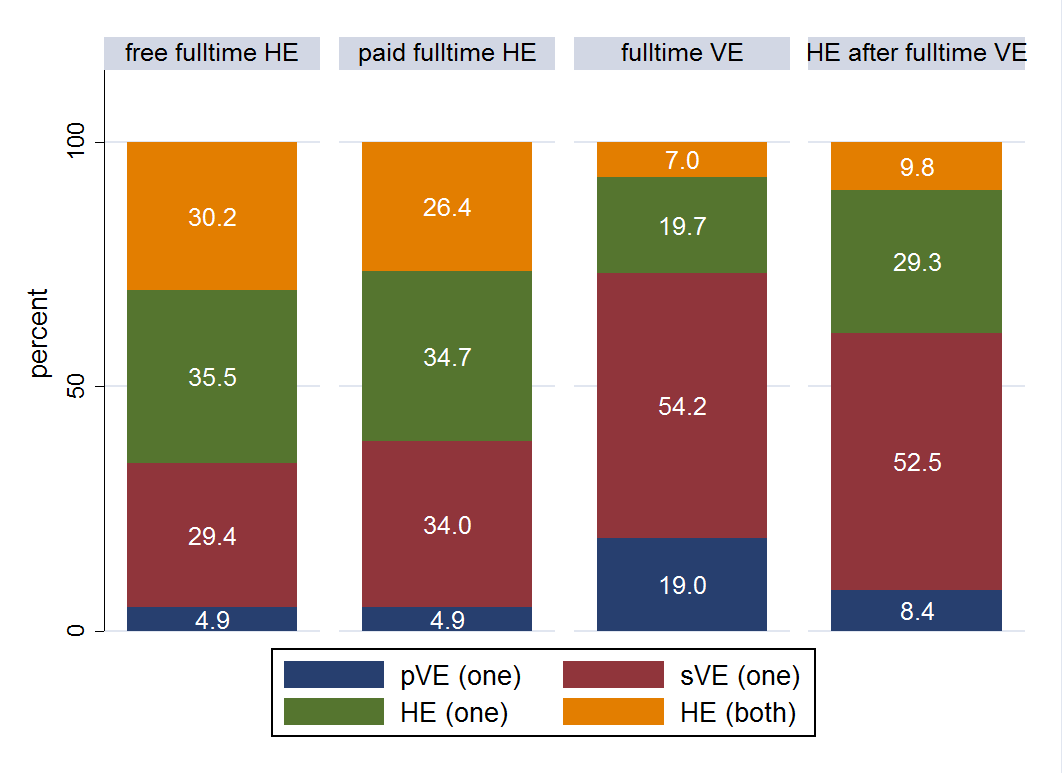 free fulltime HE
paid fulltime HE
fulltime VE
HE after fulltime VE
percent
100
50
0
30.2
35.5
29.4
4.9
26.4
34.7
34.0
4.9
7.0
19.7
54.2
19.0
9.8
29.3
52.5
8.4
pVE (one)
sVE (one)
HE (one)
HE (both)